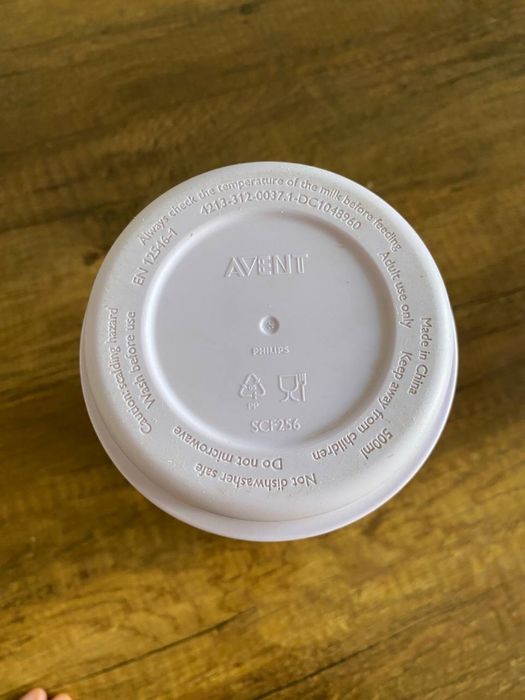 Always check the temperature of the milk before feeding
4213-312-0037.1-DC1048960
EN 12546-1
Adult use only
Made in China
Keep away from children
500ml
Not dishwasher safe
Do not microwave
Caution:scalding hazard
Wash before use
AVENT
PHILIPS
PP
SCF256